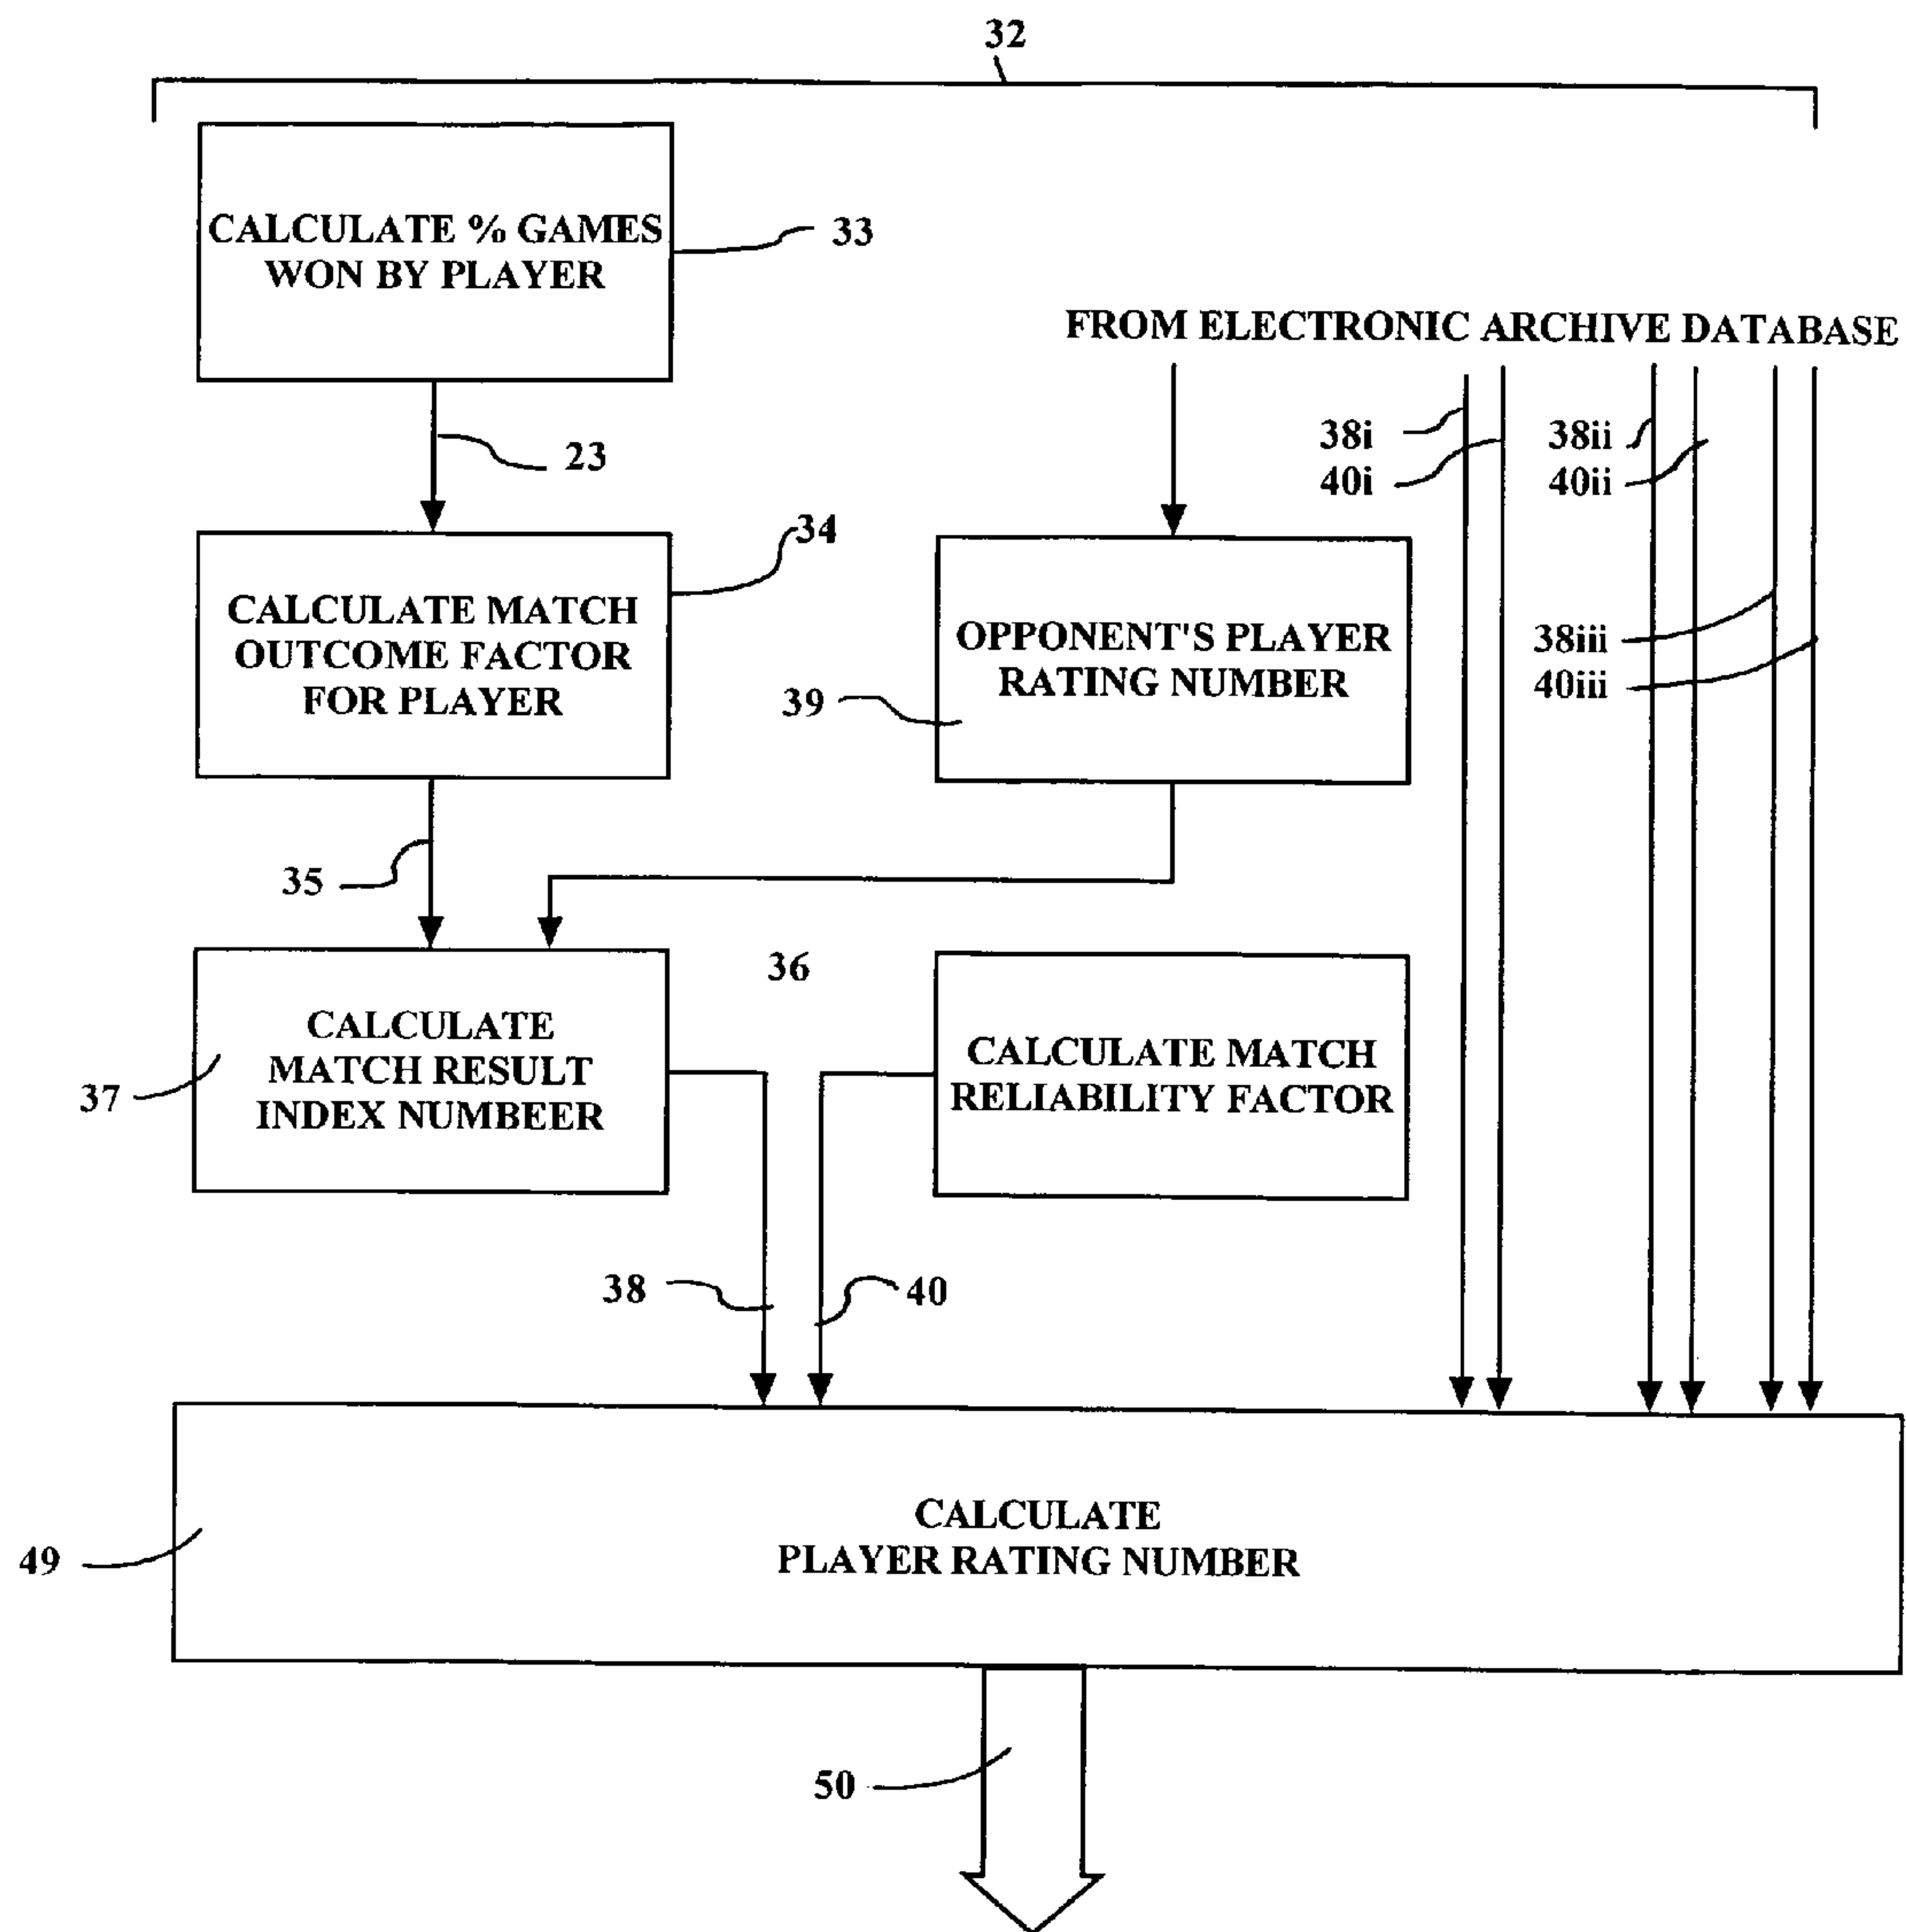 32
CALCULATE % GAMES
WON BY PLAYER
33
FROM ELECTRONIC ARCHIVE DATABASE
23
38i
40i
38ii
40ii
34
CALCULATE MATCH
OUTCOME FACTOR
FOR PLAYER
OPPONENT'S PLAYER
RATING NUMBER
39
38iii
40iii
35
36
CALCULATE
MATCH RESULT
INDEX NUMBEER
37
CALCULATE MATCH
RELIABILITY FACTOR
38
40
CALCULATE
PLAYER RATING NUMBER
49
50